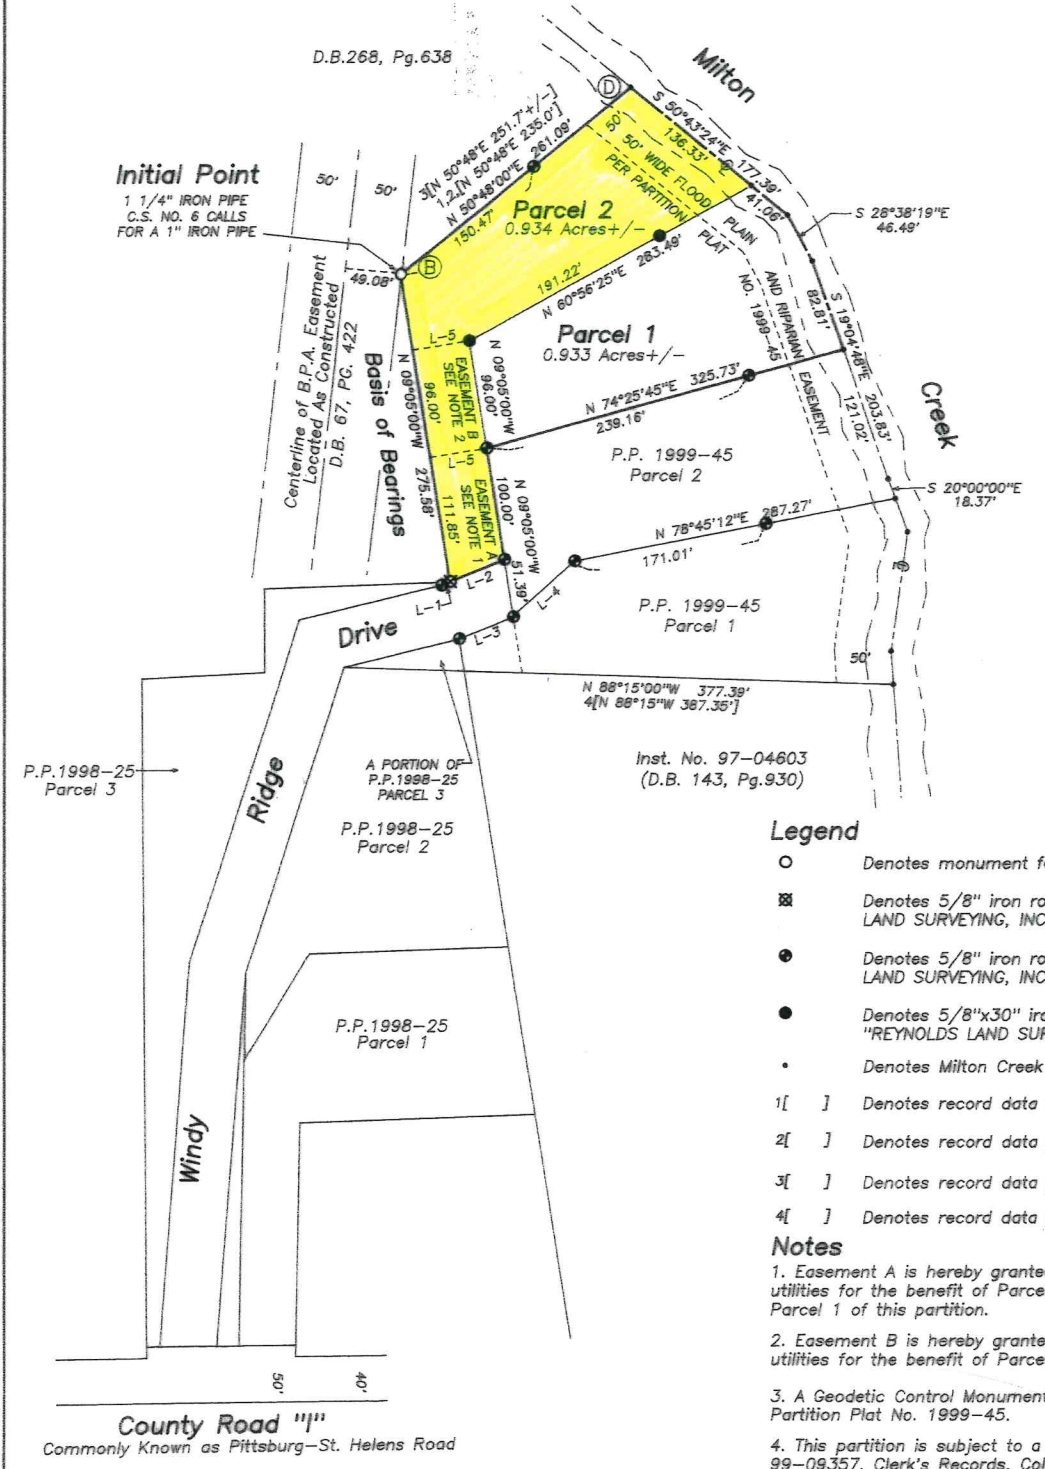 D.B.268, Pg.638
Milton
Initial Point
1 1/4" IRON PIPE
C.S. NO. 6 CALLS
FOR A 1" IRON PIPE
50'
50'
3[N 50°48'E 251.7'+/-]
1,2,[N 50°48'E 235.0']
N 50°48'00"E 261.09'
150.47'
D
S 50°43'24"E 177.39'
136.33'
41.06'
50'
50' WIDE FLOOD PLAIN AND RIPARIAN EASEMENT
PER PARTITION PLAT NO. 1999-45
Parcel 2
0.934 Acres+/-
S 28°38'19"E
46.49'
49.08'
B
191.22'
N 60°56'25"E 283.49'
Parcel 1
0.933 Acres+/-
S 19°04'48"E 203.83'
82.81'
121.02'
Centerline of B.P.A. Easement
Located As Constructed
D.B. 67, PG. 422
Basis of Bearings
N 09°05'00"W 275.58'
96.00'
111.85'
L-5
EASEMENT B
SEE NOTE 2
N 09°05'00"W
96.00'
L-5
EASEMENT A
SEE NOTE 1
N 09°05'00"W
100.00'
51.39'
N 74°25'45"E 325.73'
239.16'
Creek
P.P. 1999-45
Parcel 2
S 20°00'00"E
18.37'
N 78°45'12"E 287.27'
171.01'
L-1
L-2
L-3
L-4
Drive
P.P. 1999-45
Parcel 1
50'
N 88°15'00"W 377.39'
4[N 88°15'W 387.35']
P.P.1998-25
Parcel 3
Ridge
A PORTION OF
P.P.1998-25
PARCEL 3
Inst. No. 97-04603
(D.B. 143, Pg.930)
P.P.1998-25
Parcel 2
P.P.1998-25
Parcel 1
Windy
50'
40'
County Road "I"
Commonly Known as Pittsburg-St. Helens Road
Legend
Denotes monument f
Denotes 5/8" iron ro
LAND SURVEYING, INC
Denotes 5/8" iron ro
LAND SURVEYING, INC
Denotes 5/8"x30" iro
"REYNOLDS LAND SUR
Denotes Milton Creek
1[ ] Denotes record data
2[ ] Denotes record data
3[ ] Denotes record data
4[ ] Denotes record data
Notes
1. Easement A is hereby grante
utilities for the benefit of Parce
Parcel 1 of this partition.
2. Easement B is hereby grante
utilities for the benefit of Parce
3. A Geodetic Control Monument
Partition Plat No. 1999-45.
4. This partition is subject to a
99-09357, Clerk's Records, Col